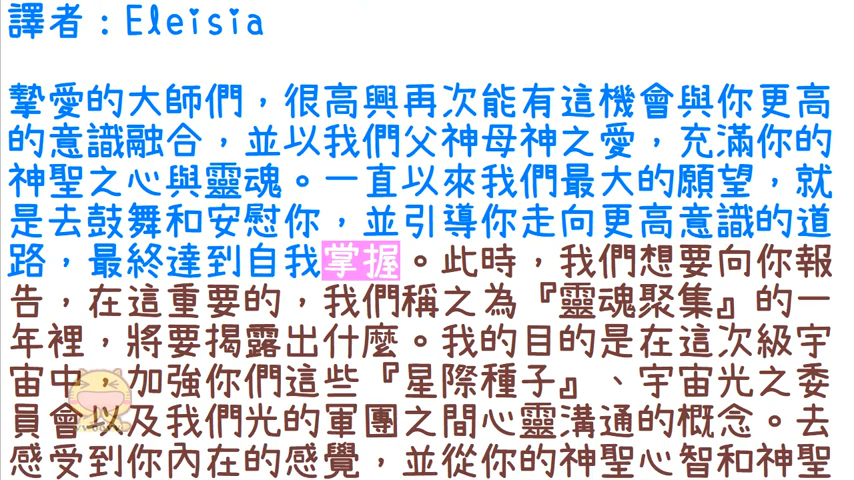 譯者：Eleisia
摯愛的大師們，很高興再次能有這機會與你更高
的意識融合，並以我們父神母神之愛，充滿你的
神聖之心與靈魂。一直以來我們最大的願望，就
是去鼓舞和安慰你，並引導你走向更高意識的道
路，最終達到自我掌握。此時，我們想要向你報
告，在這重要的，我們稱之為『靈魂聚集』的一
年裡，將要揭露出什麼。我的目的是在這次級宇
宙中，加強你們這些『星際種子』、宇宙光之委
員會以及我們光的軍團之間心靈溝通的概念。去
感受到你內在的感覺，並從你的神聖心智和神聖